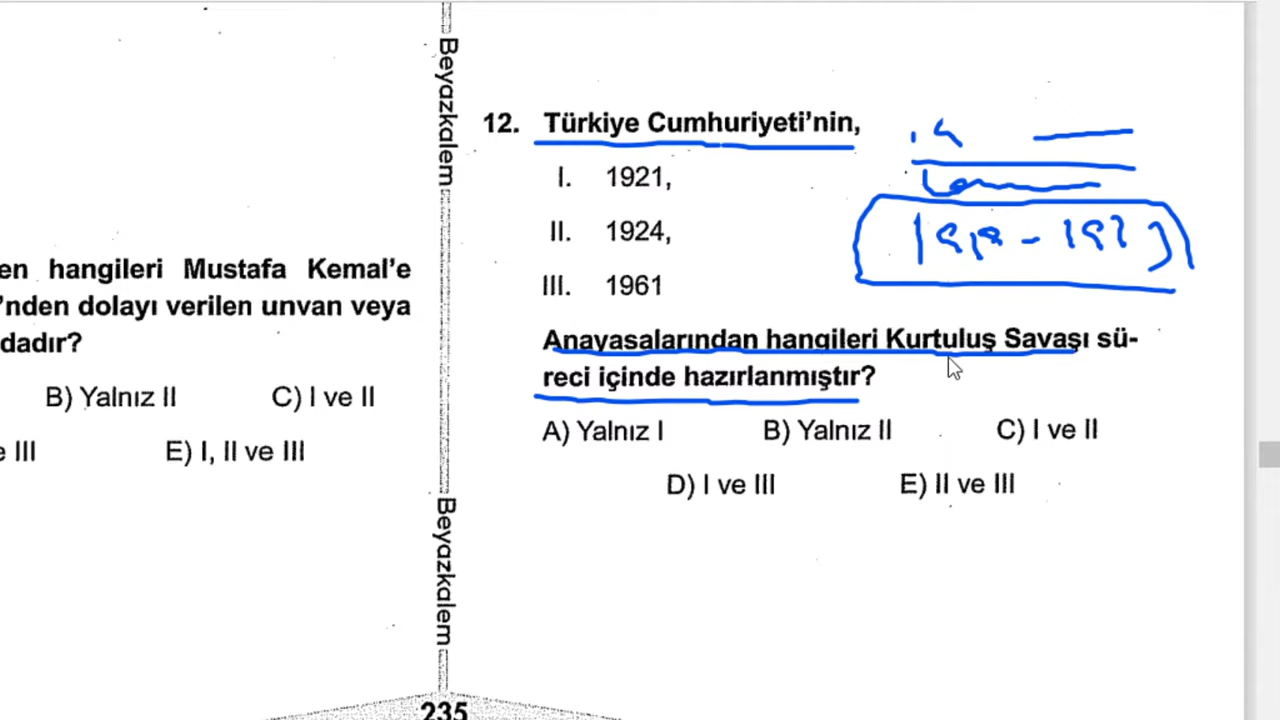 en hangileri Mustafa Kemal'e
'nden dolayı verilen unvan veya
dadır?
B) Yalnız II
C) I ve II
e III
E) I, II ve III
Beyazkalem
Beyazkalem
235
12. Türkiye Cumhuriyeti'nin,
I. 1921,
II. 1924,
III. 1961
Anayasalarından hangileri Kurtuluş Savaşı sü-
reci içinde hazırlanmıştır?
A) Yalnız I
B) Yalnız II
C) I ve II
D) I ve III
E) II ve III